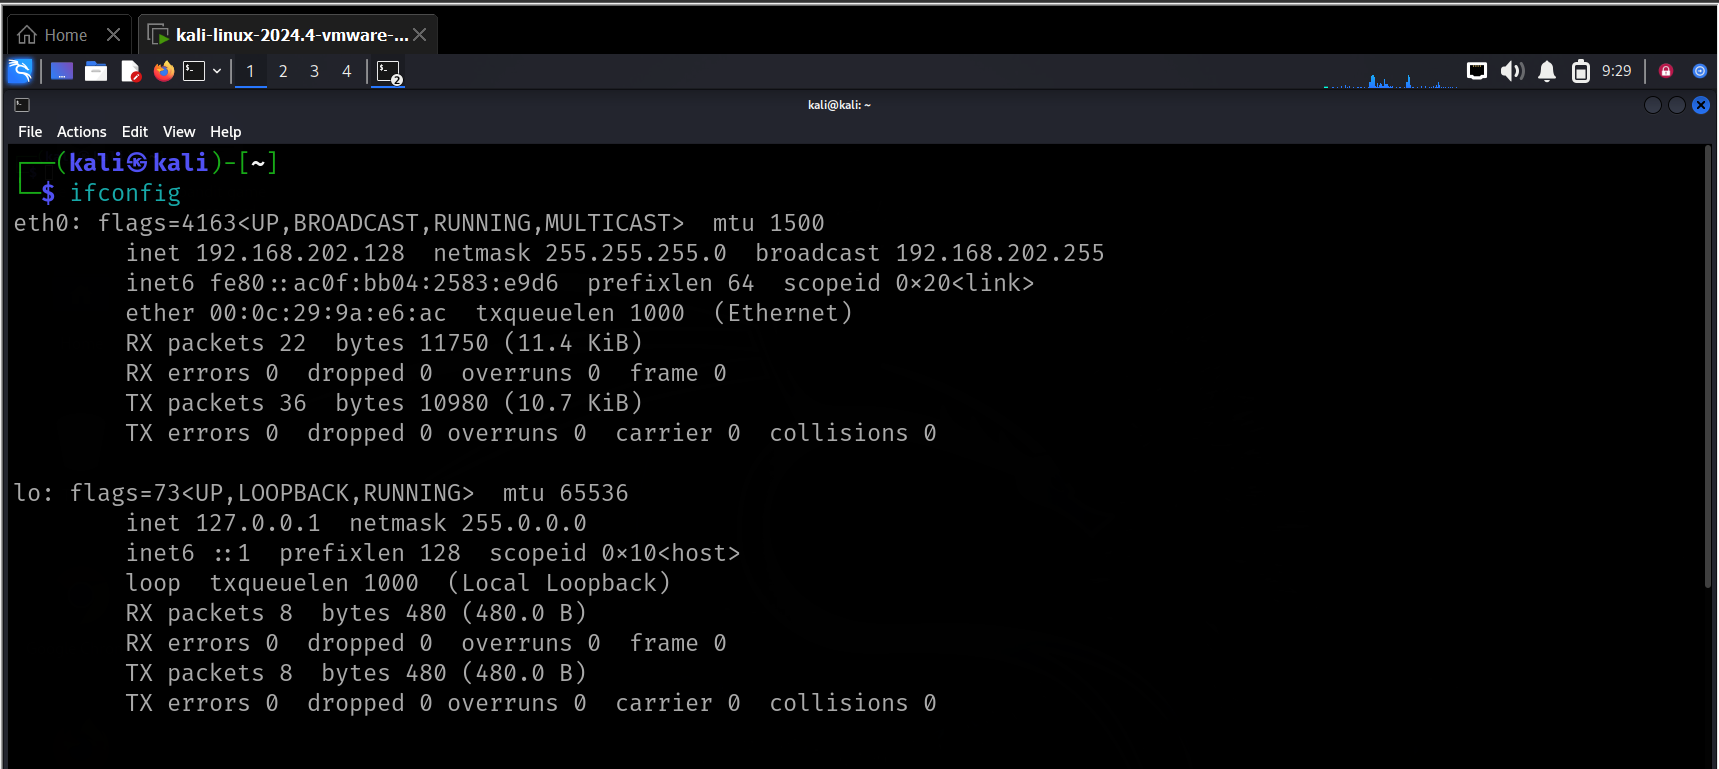 Home
kali-linux-2024.4-vmware-...
1 2 3 4 2 9:29
kali@kali: ~
File Actions Edit View Help
┌──(kali㉿kali)-[~]
└─$ ifconfig
eth0: flags=4163<UP,BROADCAST,RUNNING,MULTICAST>  mtu 1500
        inet 192.168.202.128  netmask 255.255.255.0  broadcast 192.168.202.255
        inet6 fe80::ac0f:bb04:2583:e9d6  prefixlen 64  scopeid 0×20<link>
        ether 00:0c:29:9a:e6:ac  txqueuelen 1000  (Ethernet)
        RX packets 22  bytes 11750 (11.4 KiB)
        RX errors 0  dropped 0  overruns 0  frame 0
        TX packets 36  bytes 10980 (10.7 KiB)
        TX errors 0  dropped 0 overruns 0  carrier 0  collisions 0

lo: flags=73<UP,LOOPBACK,RUNNING>  mtu 65536
        inet 127.0.0.1  netmask 255.0.0.0
        inet6 ::1  prefixlen 128  scopeid 0×10<host>
        loop  txqueuelen 1000  (Local Loopback)
        RX packets 8  bytes 480 (480.0 B)
        RX errors 0  dropped 0  overruns 0  frame 0
        TX packets 8  bytes 480 (480.0 B)
        TX errors 0  dropped 0 overruns 0  carrier 0  collisions 0